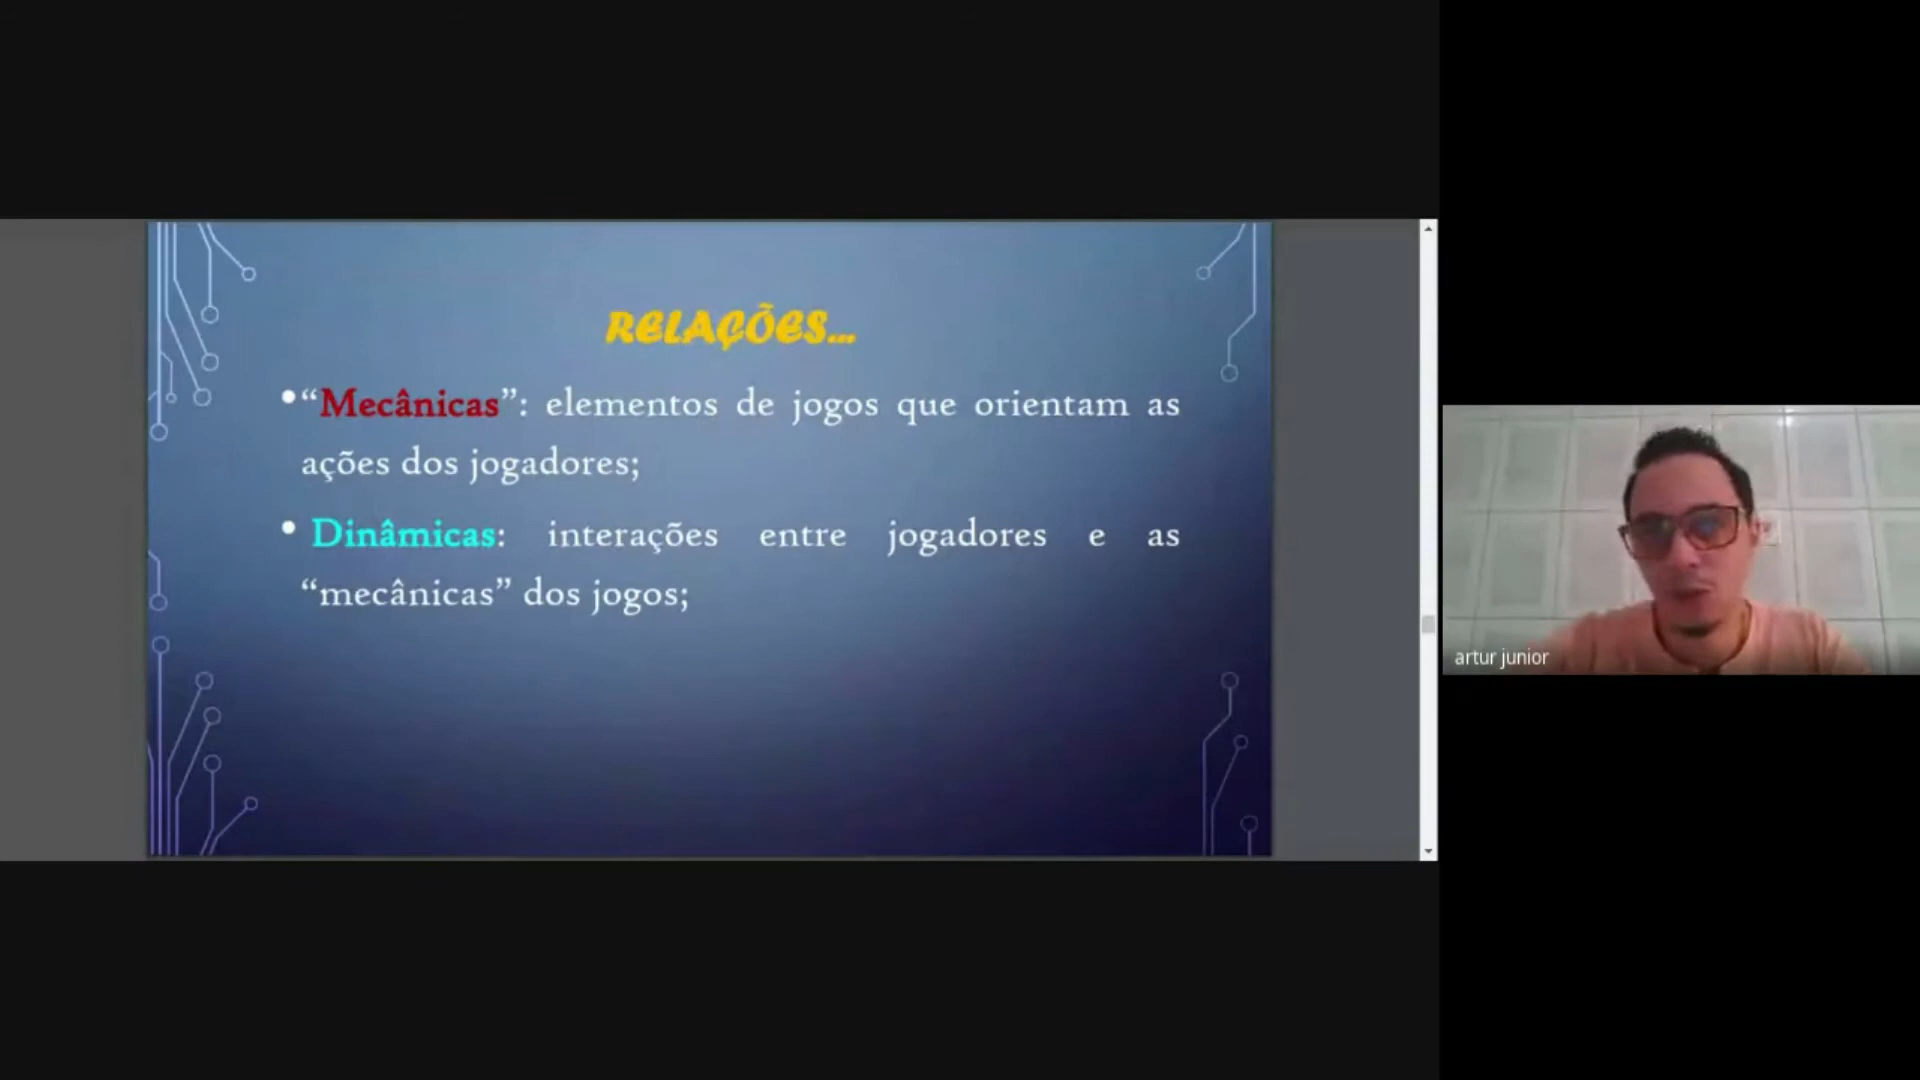 RELAÇÕES...
• “Mecânicas”: elementos de jogos que orientam as
ações dos jogadores;
• Dinâmicas: interações entre jogadores e as
“mecânicas” dos jogos;
artur junior